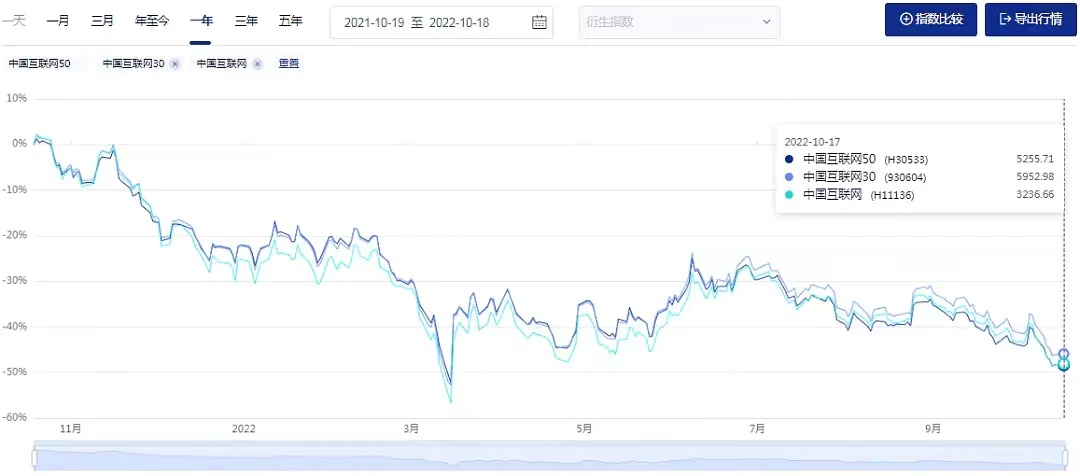 一天 一月 三月 年至今 一年 三年 五年 2021-10-19 至 2022-10-18 衍生指数 指数比较 导出行情
中国互联网50 中国互联网30 中国互联网 重置
10%
0%
-10%
-20%
-30%
-40%
-50%
-60%
2022-10-17
中国互联网50 (H30533) 5255.71
中国互联网30 (930604) 5952.98
中国互联网 (H11136) 3236.66
11月 2022 3月 5月 7月 9月